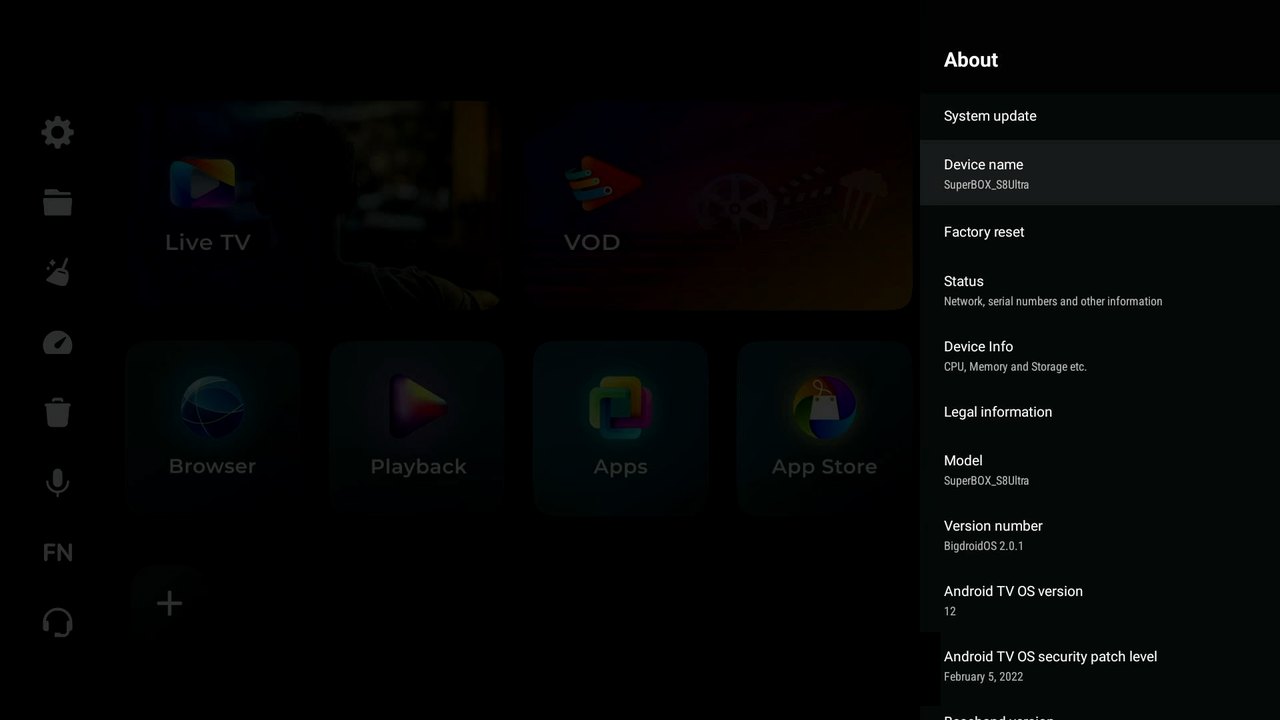 About
System update
Device name
SuperBOX_S8Ultra
Factory reset
Status
Network, serial numbers and other information
Device Info
CPU, Memory and Storage etc.
Legal information
Model
SuperBOX_S8Ultra
Version number
BigdroidOS 2.0.1
Android TV OS version
12
Android TV OS security patch level
February 5, 2022
Baseband version
Live TV
VOD
Browser
Playback
Apps
App Store
FN